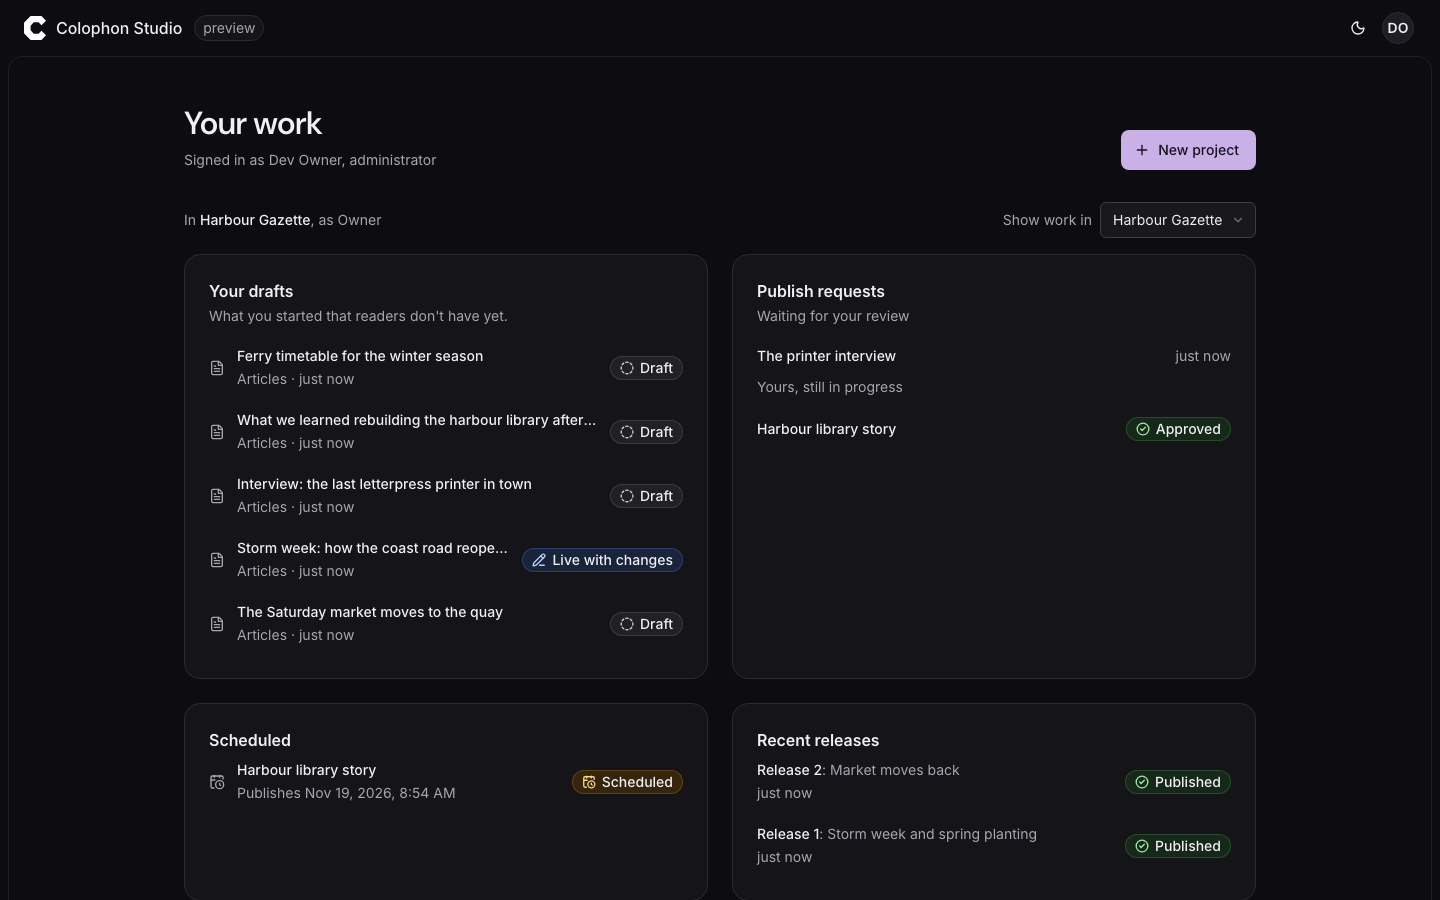 Colophon Studio
preview
DO
Your work
Signed in as Dev Owner, administrator
New project
In Harbour Gazette, as Owner
Show work in
Harbour Gazette
Your drafts
What you started that readers don't have yet.
Ferry timetable for the winter season
Articles · just now
Draft
What we learned rebuilding the harbour library after...
Articles · just now
Draft
Interview: the last letterpress printer in town
Articles · just now
Draft
Storm week: how the coast road reope...
Articles · just now
Live with changes
The Saturday market moves to the quay
Articles · just now
Draft
Publish requests
Waiting for your review
The printer interview
just now
Yours, still in progress
Harbour library story
Approved
Scheduled
Harbour library story
Publishes Nov 19, 2026, 8:54 AM
Scheduled
Recent releases
Release 2: Market moves back
just now
Published
Release 1: Storm week and spring planting
just now
Published